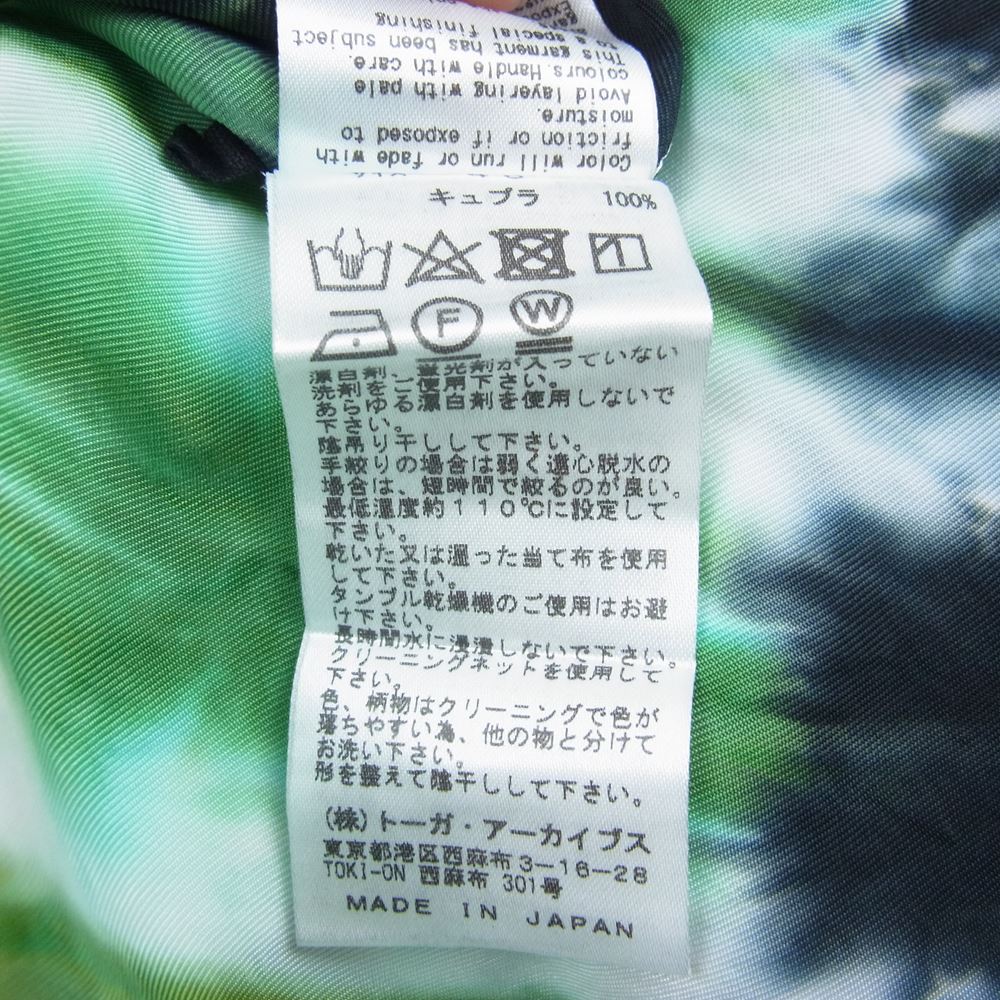 to special finishing
This garment has been subject
colours. Handle with care.
Avoid layering with pale
moisture.
friction or if exposed to
Color will run or fade with
キュプラ 100%
F W
漂白剤、蛍光剤が入っていない
洗剤をご使用下さい。
あらゆる漂白剤を使用しないで
下さい。
陰吊り干しして下さい。
手絞りの場合は弱く遠心脱水の
場合は、短時間で絞るのが良い。
最低温度約110℃に設定して
下さい。
乾いた又は湿った当て布を使用
して下さい。
タンブル乾燥機のご使用はお避
け下さい。
長時間水に浸漬しないで下さい。
クリーニングネットを使用して
下さい。
色、柄物はクリーニングで色が
落ちやすい為、他の物と分けて
お洗い下さい。
形を整えて陰干しして下さい。
(株)トーガ・アーカイブス
東京都港区西麻布3-16-28
TOKI-ON 西麻布 301号
MADE IN JAPAN